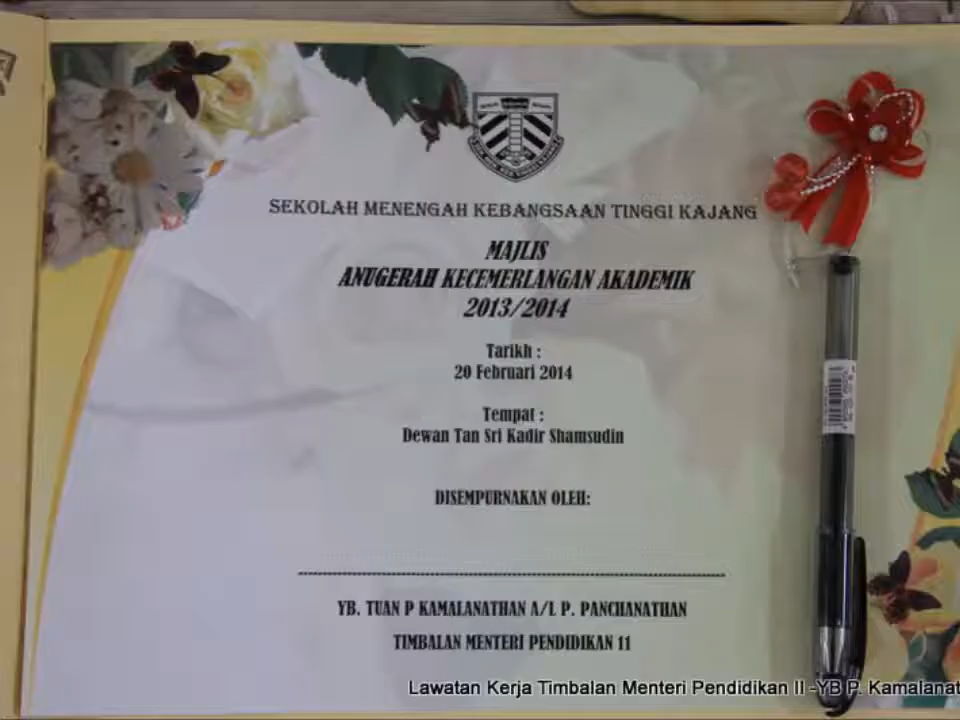 SEKOLAH MENENGAH KEBANGSAAN TINGGI KAJANG
MAJLIS
ANUGERAH KECEMERLANGAN AKADEMIK
2013/2014
Tarikh :
20 Februari 2014
Tempat :
Dewan Tan Sri Kadir Shamsudin
DISEMPURNAKAN OLEH:
YB. TUAN P KAMALANATHAN A/L P. PANCHANATHAN
TIMBALAN MENTERI PENDIDIKAN 11
Lawatan Kerja Timbalan Menteri Pendidikan II -YB P. Kamalanat